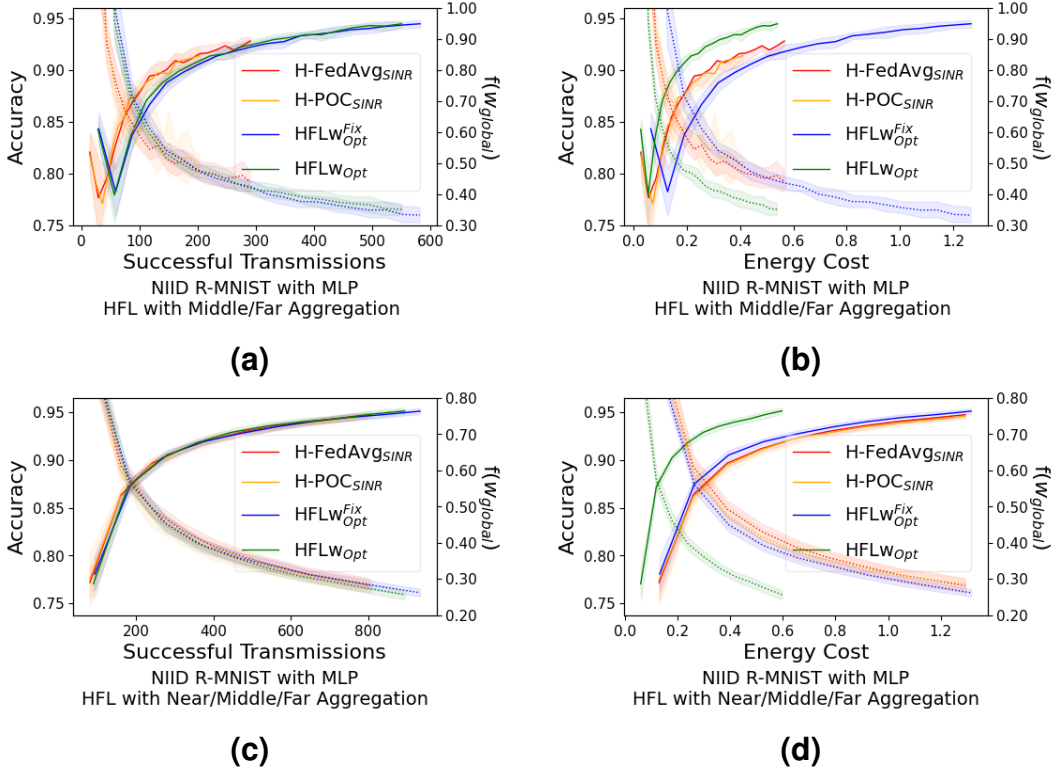 0.95
0.90
0.85
0.80
0.75
Accuracy
1.00
0.90
0.80
0.70
0.60
0.50
0.40
0.30
f(w_global)
H-FedAvg_SINR
H-POC_SINR
HFLw^Fix_Opt
HFLw_Opt
0 100 200 300 400 500 600
Successful Transmissions
NIID R-MNIST with MLP
HFL with Middle/Far Aggregation
(a)
0.95
0.90
0.85
0.80
0.75
Accuracy
1.00
0.90
0.80
0.70
0.60
0.50
0.40
0.30
f(w_global)
H-FedAvg_SINR
H-POC_SINR
HFLw^Fix_Opt
HFLw_Opt
0.0 0.2 0.4 0.6 0.8 1.0 1.2
Energy Cost
NIID R-MNIST with MLP
HFL with Middle/Far Aggregation
(b)
0.95
0.90
0.85
0.80
0.75
Accuracy
0.80
0.70
0.60
0.50
0.40
0.30
0.20
f(w_global)
H-FedAvg_SINR
H-POC_SINR
HFLw^Fix_Opt
HFLw_Opt
200 400 600 800
Successful Transmissions
NIID R-MNIST with MLP
HFL with Near/Middle/Far Aggregation
(c)
0.95
0.90
0.85
0.80
0.75
Accuracy
0.80
0.70
0.60
0.50
0.40
0.30
0.20
f(w_global)
H-FedAvg_SINR
H-POC_SINR
HFLw^Fix_Opt
HFLw_Opt
0.0 0.2 0.4 0.6 0.8 1.0 1.2
Energy Cost
NIID R-MNIST with MLP
HFL with Near/Middle/Far Aggregation
(d)